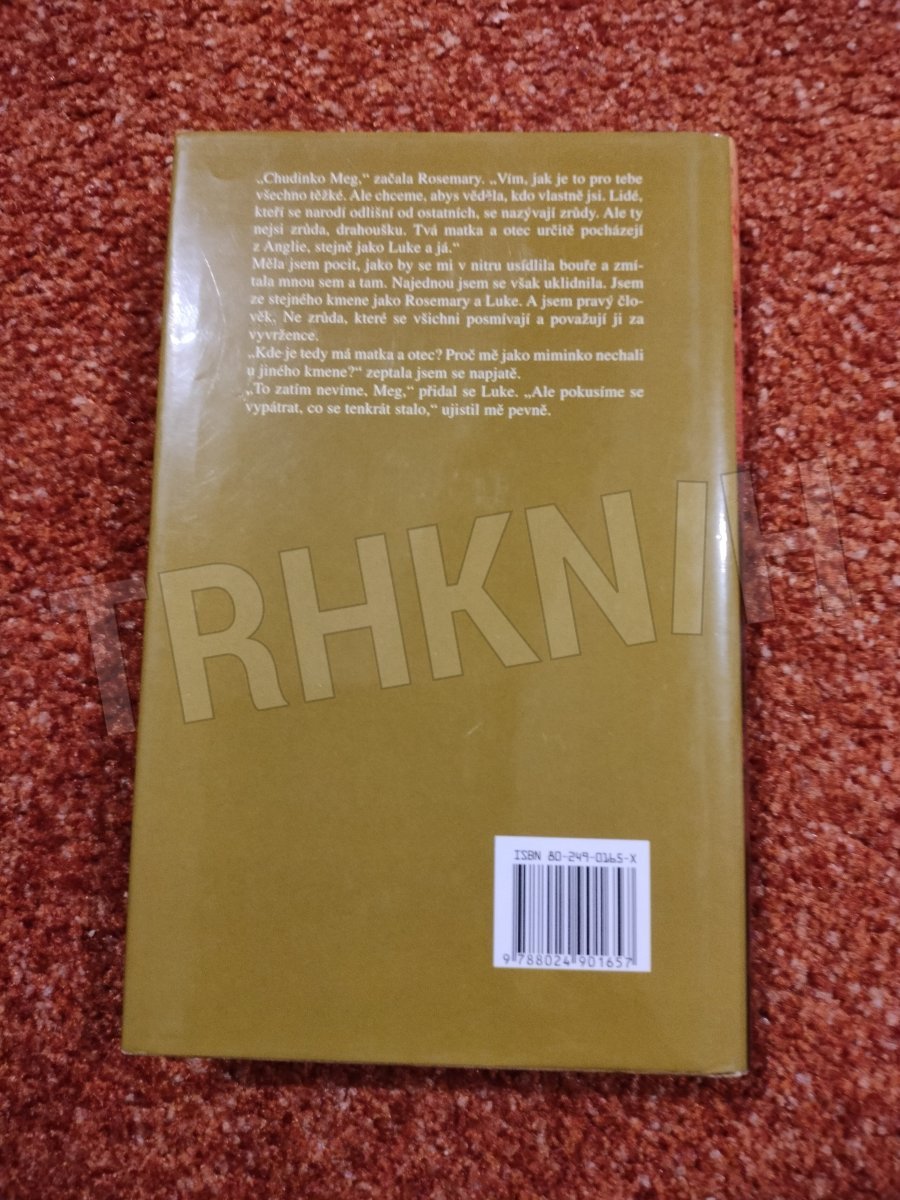 „Chudinko Meg,“ začala Rosemary. „Vím, jak je to pro tebe
všechno těžké. Ale chceme, abys věděla, kdo vlastně jsi. Lidé,
kteří se narodí odlišní od ostatních, se nazývají zrůdy. Ale ty
nejsi zrůda, drahoušku. Tvá matka a otec určitě pocházejí
z Anglie, stejně jako Luke a já.“
Měla jsem pocit, jako by se mi v nitru usídlila bouře a zmí-
tala mnou sem a tam. Najednou jsem se však uklidnila. Jsem
ze stejného kmene jako Rosemary a Luke. A jsem pravý člo-
věk. Ne zrůda, které se všichni posmívají a považují ji za
vyvržence.
„Kde je tedy má matka a otec? Proč mě jako miminko nechali
u jiného kmene?“ zeptala jsem se napjatě.
„To zatím nevíme, Meg,“ přidal se Luke. „Ale pokusíme se
vypátrat, co se tenkrát stalo,“ ujistil mě pevně.
TRHKNIH
ISBN 80-249-0165-X
9 788024 901657